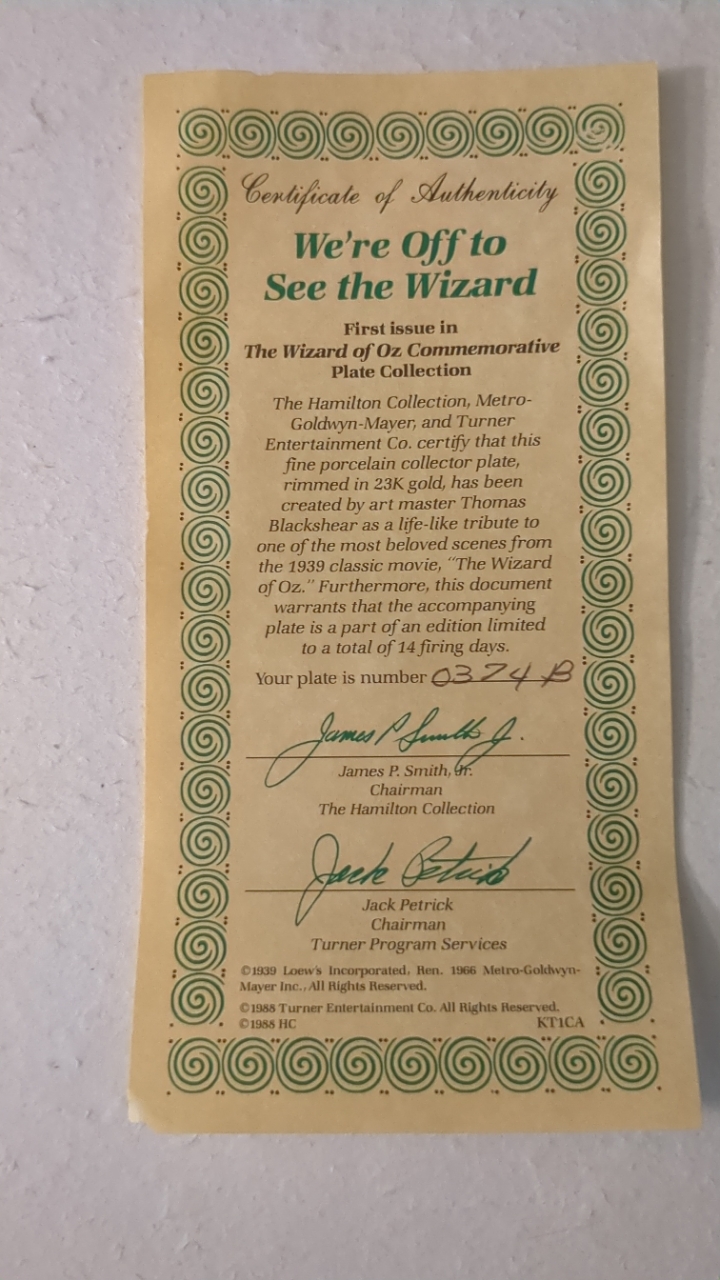 Certificate of Authenticity
We're Off to
See the Wizard
First issue in
The Wizard of Oz Commemorative
Plate Collection
The Hamilton Collection, Metro-
Goldwyn-Mayer, and Turner
Entertainment Co. certify that this
fine porcelain collector plate,
rimmed in 23K gold, has been
created by art master Thomas
Blackshear as a life-like tribute to
one of the most beloved scenes from
the 1939 classic movie, "The Wizard
of Oz." Furthermore, this document
warrants that the accompanying
plate is a part of an edition limited
to a total of 14 firing days.
Your plate is number 0374 B
James P. Smith Jr.
James P. Smith, Jr.
Chairman
The Hamilton Collection
Jack Petrick
Jack Petrick
Chairman
Turner Program Services
©1939 Loew's Incorporated, Ren. 1966 Metro-Goldwyn-
Mayer Inc., All Rights Reserved.
©1988 Turner Entertainment Co. All Rights Reserved.
©1988 HC KT1CA